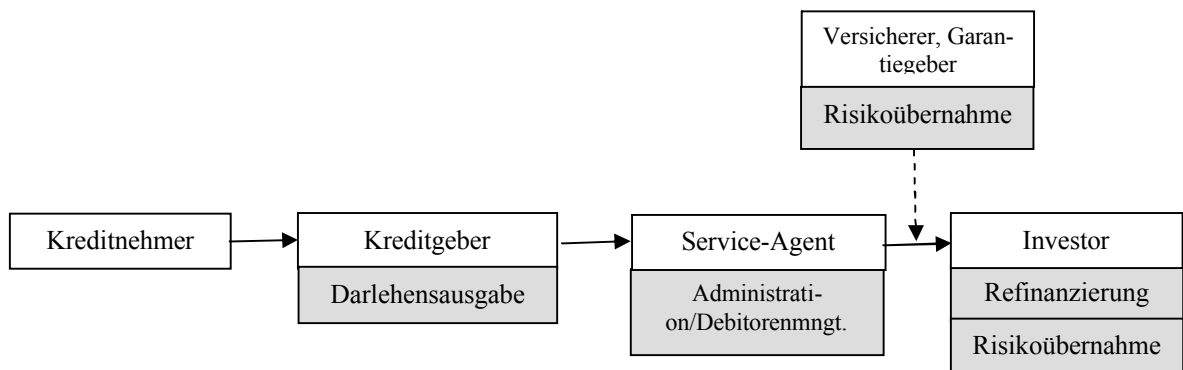 Versicherer, Garan-
tiegeber
Risikoübernahme
Kreditnehmer
Kreditgeber
Darlehensausgabe
Service-Agent
Administrati-
on/Debitorenmngt.
Investor
Refinanzierung
Risikoübernahme